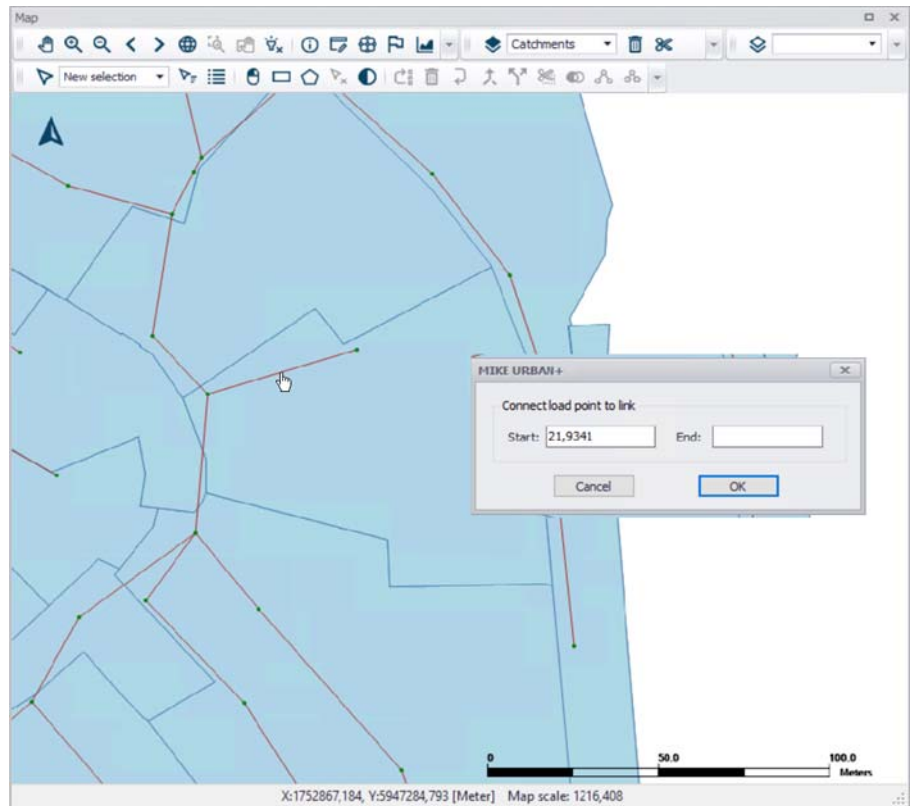 Map
Catchments
New selection
MIKE URBAN+
Connect load point to link
Start: 21,9341 End:
Cancel OK
0 50.0 100.0
Meters
X:1752867,184, Y:5947284,793 [Meter] Map scale: 1216,408